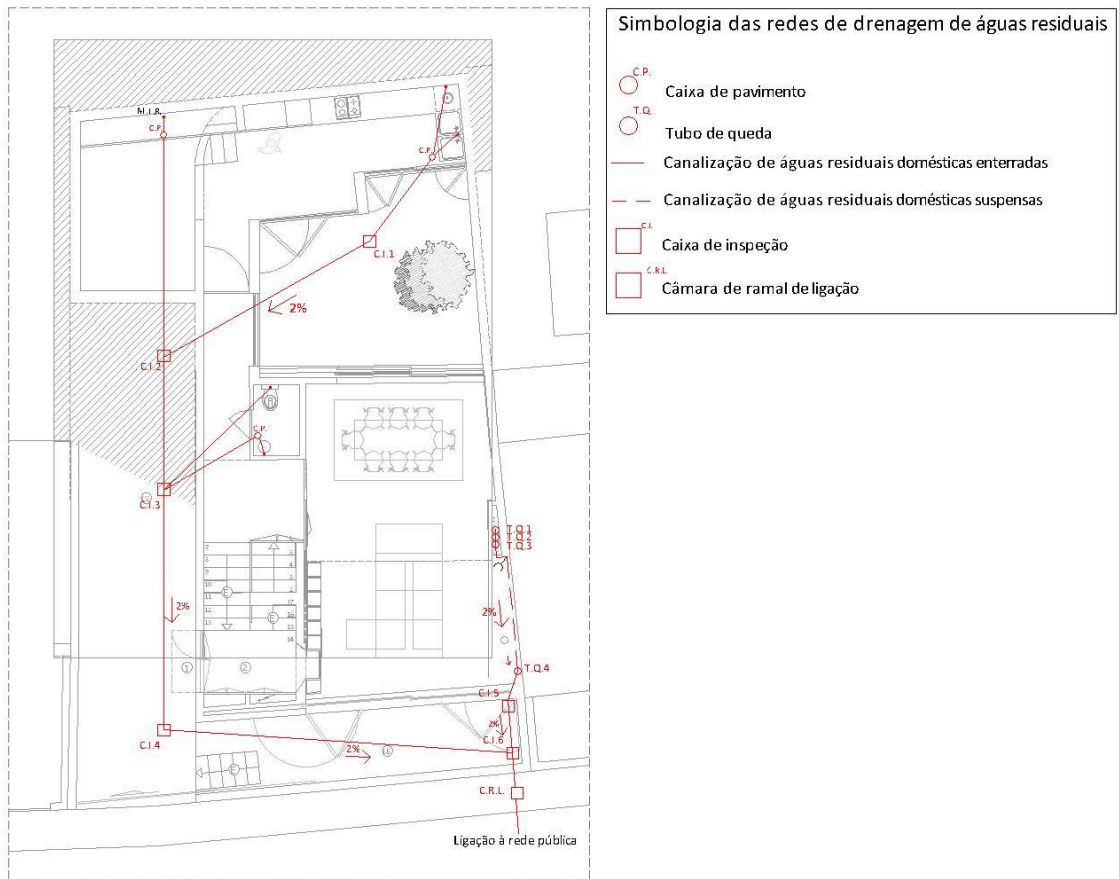 Simbologia das redes de drenagem de águas residuais
C.P.
Caixa de pavimento
T.Q.
Tubo de queda
Canalização de águas residuais domésticas enterradas
Canalização de águas residuais domésticas suspensas
C.I.
Caixa de inspeção
C.R.L.
Câmara de ramal de ligação
M.L.R.
C.P.
C.P.
C.I.1
2%
C.I.2
C.P.
C.I.3
T.Q.1
T.Q.2
T.Q.3
2%
2%
1
2
T.Q.4
C.I.5
2%
C.I.6
C.I.4
2%
C.R.L.
Ligação à rede pública